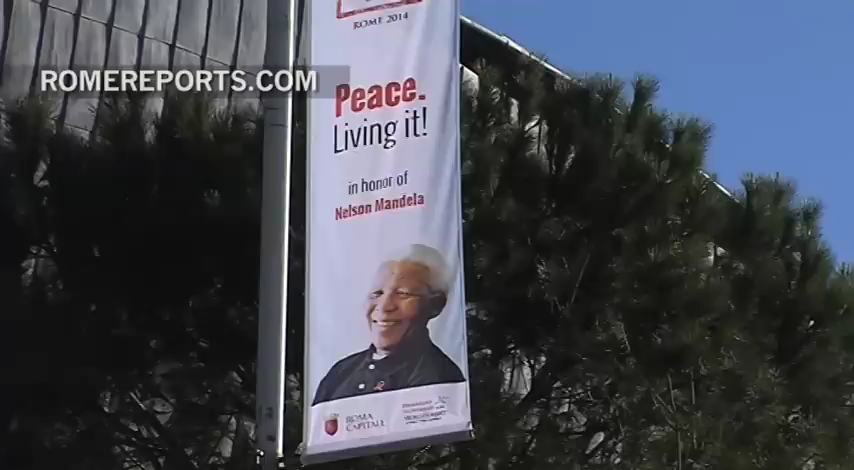 ROME 2014
ROMEREPORTS.COM
Peace.
Living it!
in honor of
Nelson Mandela
ROMA
CAPITALE